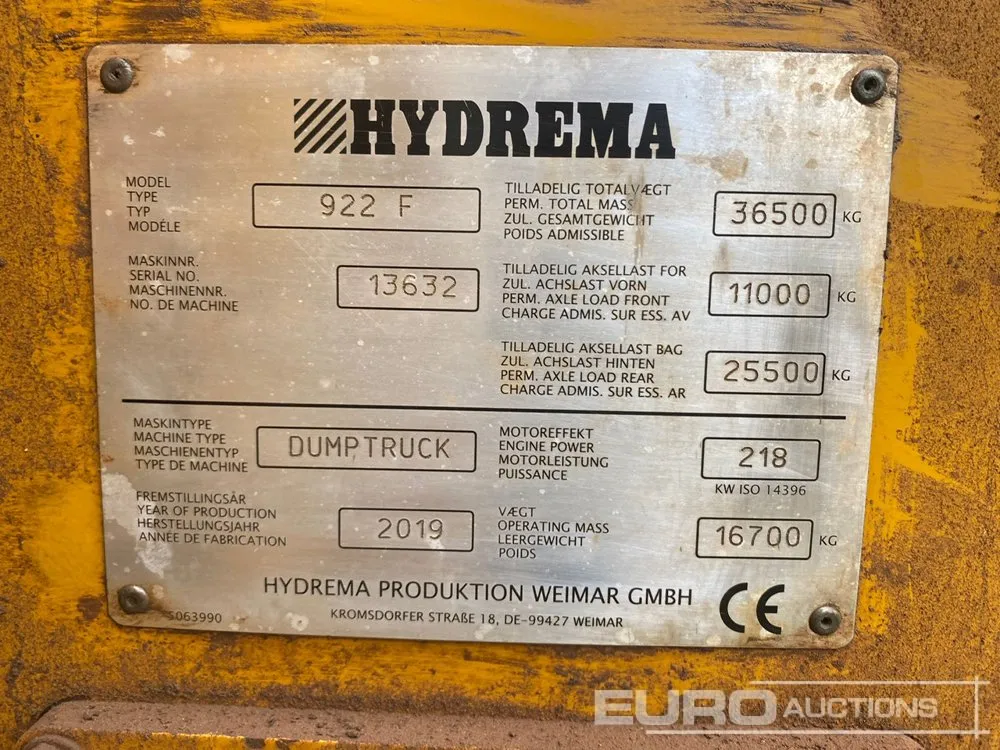 HYDREMA
MODEL
TYPE
TYP
MODÉLE
922 F
MASKINNR.
SERIAL NO.
MASCHINENNR.
NO. DE MACHINE
13632
TILLADELIG TOTALVÆGT
PERM. TOTAL MASS
ZUL. GESAMTGEWICHT
POIDS ADMISSIBLE
36500 KG
TILLADELIG AKSELLAST FOR
ZUL. ACHSLAST VORN
PERM. AXLE LOAD FRONT
CHARGE ADMIS. SUR ESS. AV
11000 KG
TILLADELIG AKSELLAST BAG
ZUL. ACHSLAST HINTEN
PERM. AXLE LOAD REAR
CHARGE ADMIS. SUR ESS. AR
25500 KG
MASKINTYPE
MACHINE TYPE
MASCHIENENTYP
TYPE DE MACHINE
DUMPTRUCK
FREMSTILLINGSÅR
YEAR OF PRODUCTION
HERSTELLUNGSJAHR
ANNÉE DE FABRICATION
2019
MOTOREFFEKT
ENGINE POWER
MOTORLEISTUNG
PUISSANCE
218
KW ISO 14396
VÆGT
OPERATING MASS
LEERGEWICHT
POIDS
16700 KG
HYDREMA PRODUKTION WEIMAR GMBH
KROMSDORFER STRAßE 18, DE-99427 WEIMAR
5063990
CE
EURO AUCTIONS